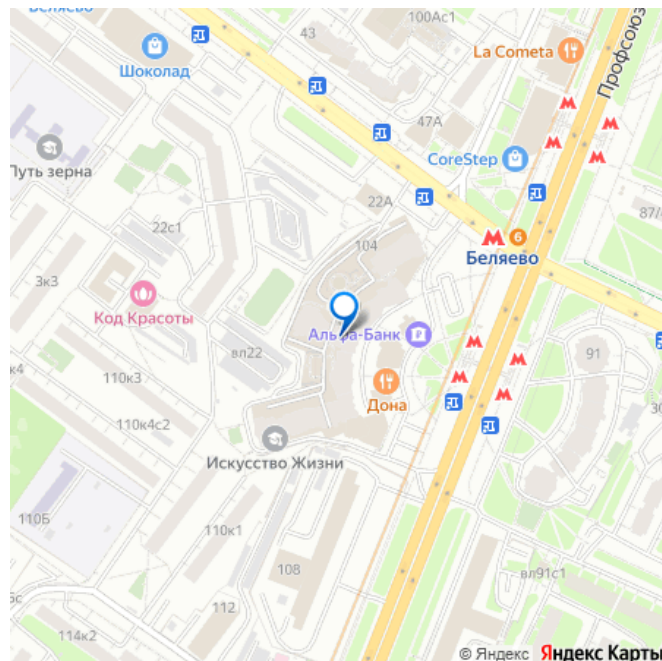 Беляево
100Ас1
43
La Cometa
Шоколад
Профсоюз
47А
CoreStep
Путь зерна
22А
87/
22с1
104
6
Беляево
3к3
Код Красоты
Альфа-Банк
вл22
91
к4
110к3
Дона
30
110к4с2
Искусство Жизни
110Б
110к1
108
вл91с1
5с
112
114к2
© Яндекс Яндекс Карты